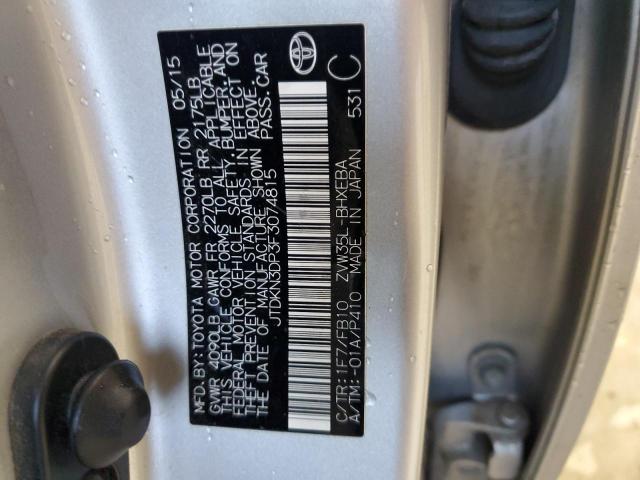 MFD. BY: TOYOTA MOTOR CORPORATION 05/15
GVWR 4090LB GAWR FR 2270LB RR 2175LB
THIS VEHICLE CONFORMS TO ALL APPLICABLE
FEDERAL MOTOR VEHICLE SAFETY, BUMPER, AND
THEFT PREVENTION STANDARDS IN EFFECT ON
THE DATE OF MANUFACTURE SHOWN ABOVE.
JTDKN3DP3F3074815 PASS. CAR
C/TR: 1F7/FB10 ZVW35L-BHXEBA
A/TM: -01A/P410 MADE IN JAPAN 531 C